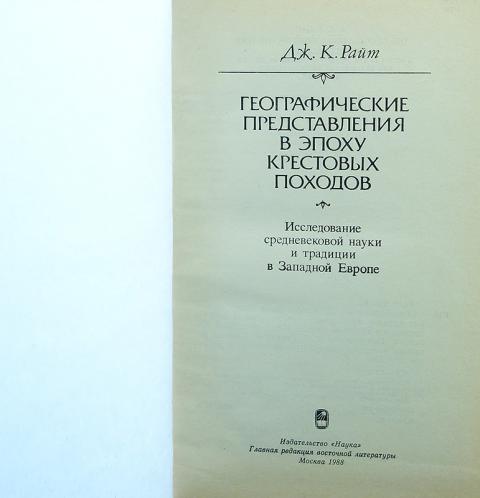 Дж. К. Райт
ГЕОГРАФИЧЕСКИЕ
ПРЕДСТАВЛЕНИЯ
В ЭПОХУ
КРЕСТОВЫХ
ПОХОДОВ
Исследование
средневековой науки
и традиции
в Западной Европе
Издательство «Наука»
Главная редакция восточной литературы
Москва 1988